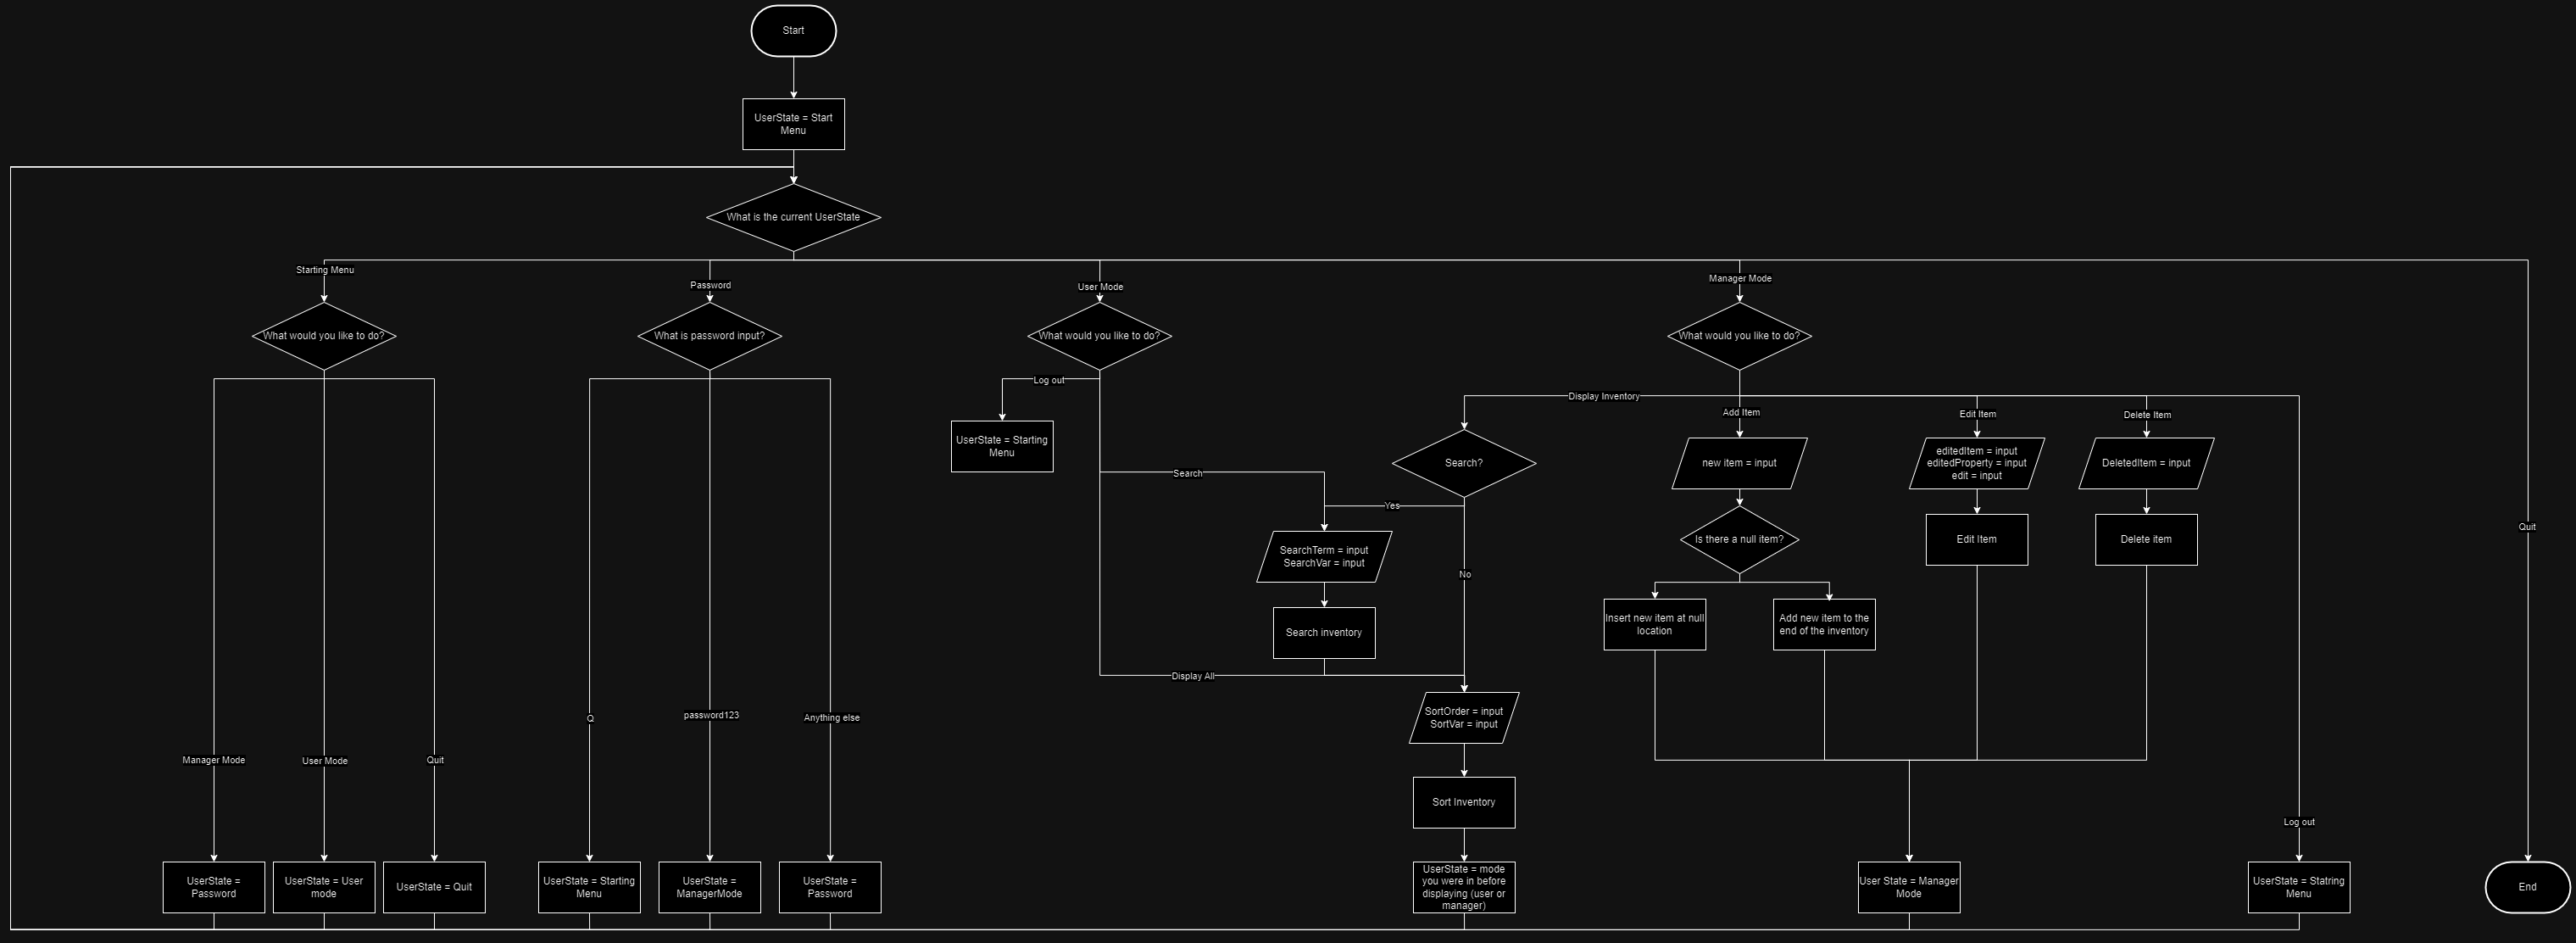 Start
UserState = Start
Menu
What is the current UserState
Starting Menu
Password
User Mode
Manager Mode
Quit
What would you like to do?
What is password input?
What would you like to do?
What would you like to do?
Log out
UserState = Starting
Menu
Search
Display Inventory
Add Item
Edit Item
Delete Item
Search?
new item = input
editedItem = input
editedProperty = input
edit = input
DeletedItem = input
Yes
No
SearchTerm = input
SearchVar = input
Is there a null item?
Edit Item
Delete item
Search inventory
Insert new item at null
location
Add new item to the
end of the inventory
Display All
SortOrder = input
SortVar = input
Sort Inventory
Manager Mode
User Mode
Quit
Q
password123
Anything else
Log out
UserState =
Password
UserState = User
mode
UserState = Quit
UserState = Starting
Menu
UserState =
ManagerMode
UserState =
Password
UserState = mode
you were in before
displaying (user or
manager)
User State = Manager
Mode
UserState = Statring
Menu
End